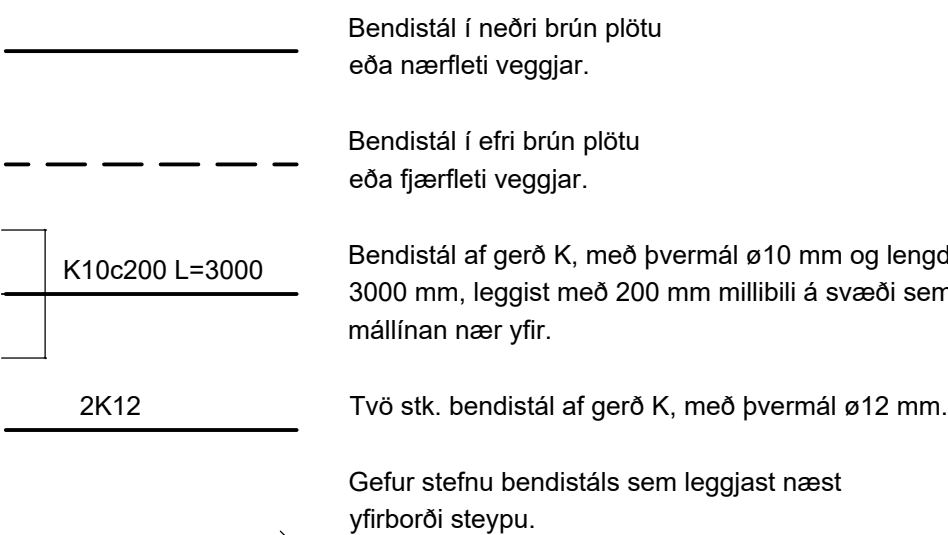 Bendistál í neðri brún plötu
eða nærfleti veggjar.
Bendistál í efri brún plötu
eða fjærfleti veggjar.
K10c200 L=3000
Bendistál af gerð K, með þvermál ø10 mm og lengd
3000 mm, leggist með 200 mm millibili á svæði sem
mállínan nær yfir.
2K12
Tvö stk. bendistál af gerð K, með þvermál ø12 mm.
Gefur stefnu bendistáls sem leggjast næst
yfirborði steypu.